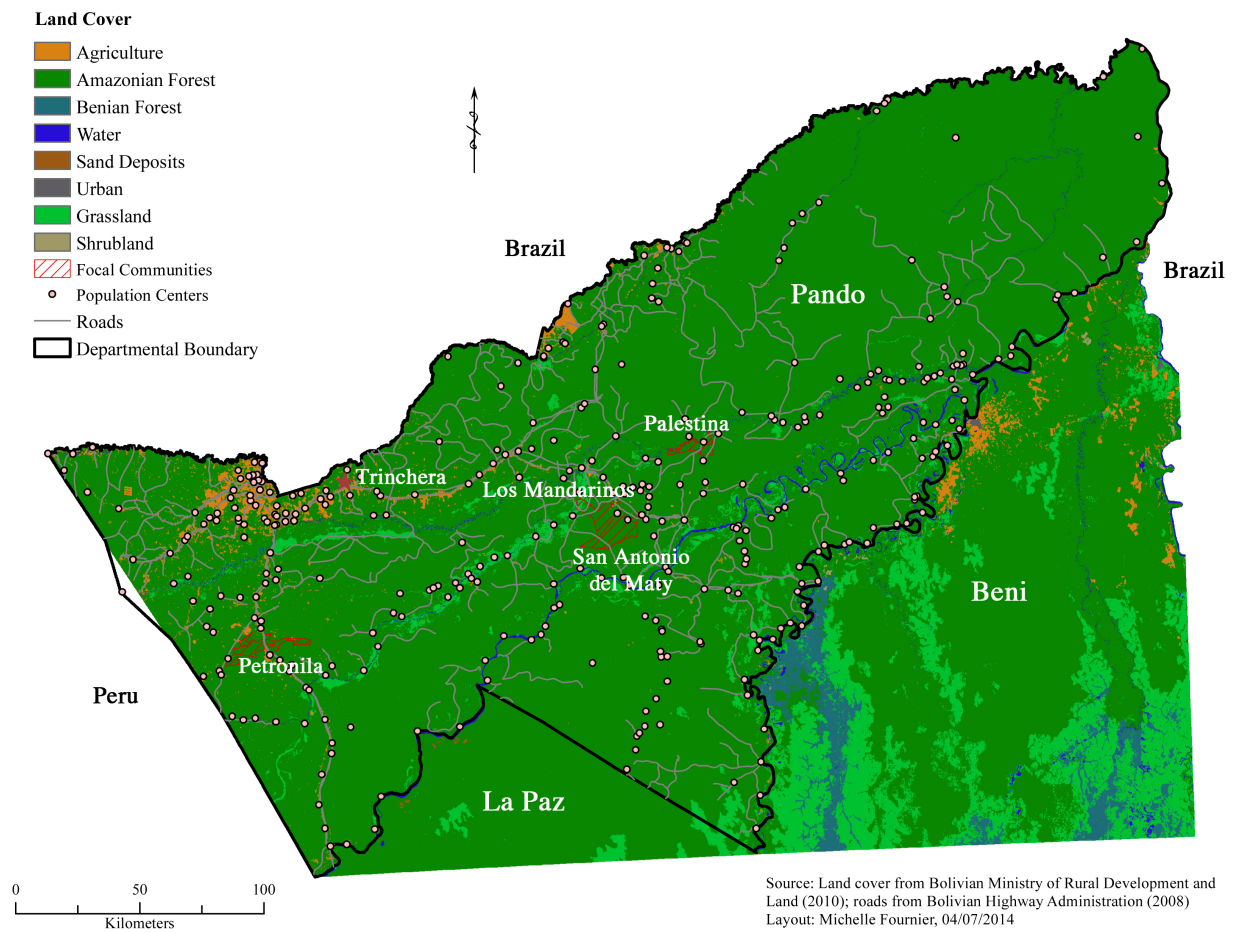 Land Cover
Agriculture
Amazonian Forest
Benian Forest
Water
Sand Deposits
Urban
Grassland
Shrubland
Focal Communities
Population Centers
Roads
Departmental Boundary
Brazil
Brazil
Pando
Palestina
Trinchera
Los Mandarinos
San Antonio
del Maty
Beni
Petronila
Peru
La Paz
0 50 100
Kilometers
Source: Land cover from Bolivian Ministry of Rural Development and
Land (2010); roads from Bolivian Highway Administration (2008)
Layout: Michelle Fournier, 04/07/2014